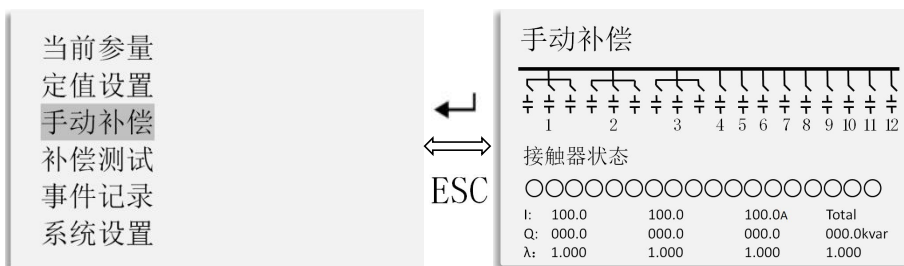 当前参量
定值设置
手动补偿
补偿测试
事件记录
系统设置
ESC
手动补偿
1 2 3 4 5 6 7 8 9 10 11 12
接触器状态
I: 100.0 100.0 100.0A Total
Q: 000.0 000.0 000.0 000.0kvar
λ: 1.000 1.000 1.000 1.000